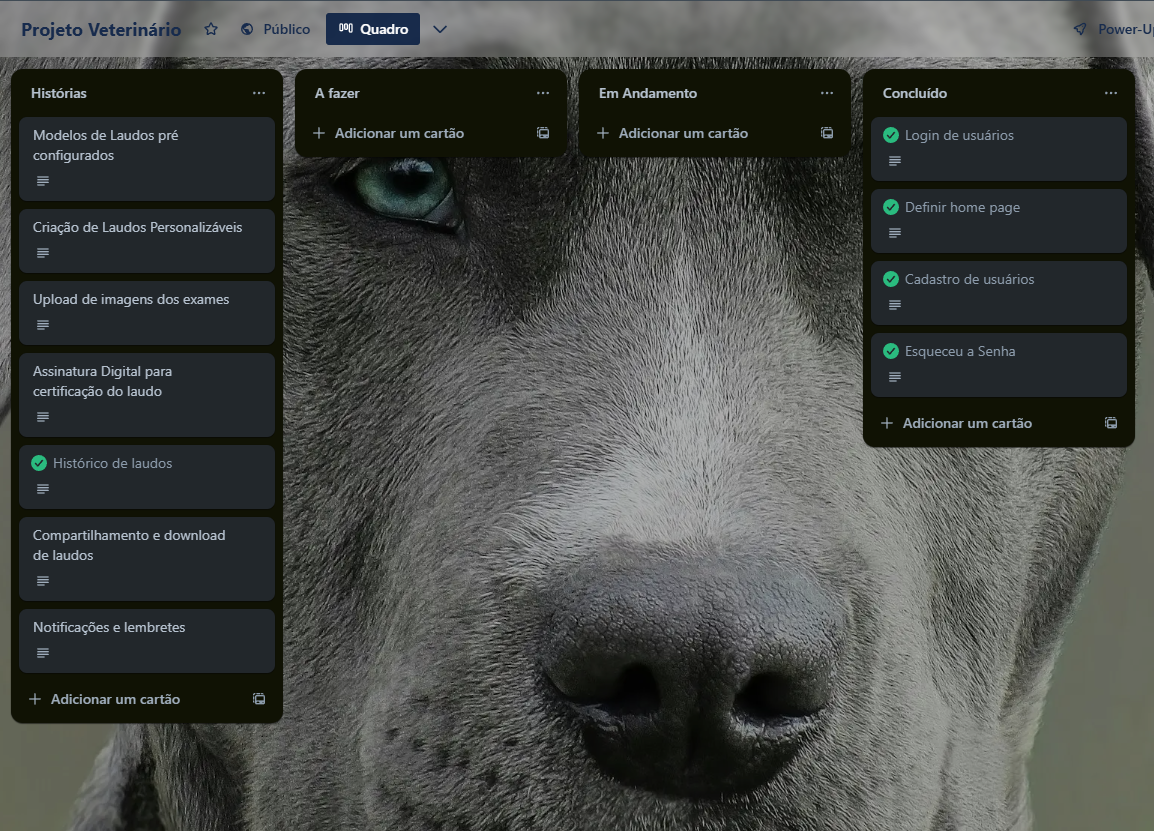 Projeto Veterinário
Público
Quadro
Histórias
Modelos de Laudos pré
configurados
Criação de Laudos Personalizáveis
Upload de imagens dos exames
Assinatura Digital para
certificação do laudo
Histórico de laudos
Compartilhamento e download
de laudos
Notificações e lembretes
Adicionar um cartão
A fazer
Adicionar um cartão
Em Andamento
Adicionar um cartão
Concluído
Login de usuários
Definir home page
Cadastro de usuários
Esqueceu a Senha
Adicionar um cartão